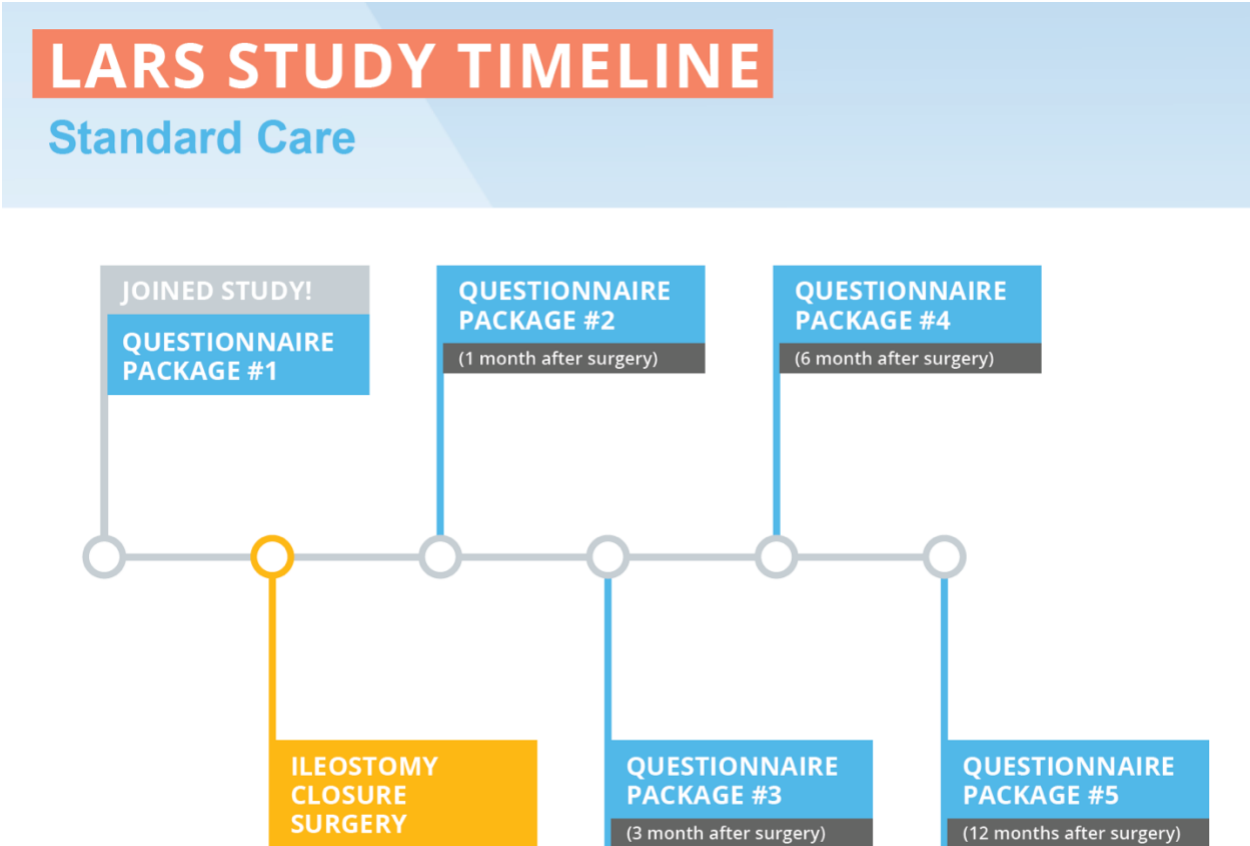 LARS STUDY TIMELINE
Standard Care
JOINED STUDY!
QUESTIONNAIRE
PACKAGE #1
QUESTIONNAIRE
PACKAGE #2
(1 month after surgery)
QUESTIONNAIRE
PACKAGE #4
(6 month after surgery)
ILEOSTOMY
CLOSURE
SURGERY
QUESTIONNAIRE
PACKAGE #3
(3 month after surgery)
QUESTIONNAIRE
PACKAGE #5
(12 months after surgery)